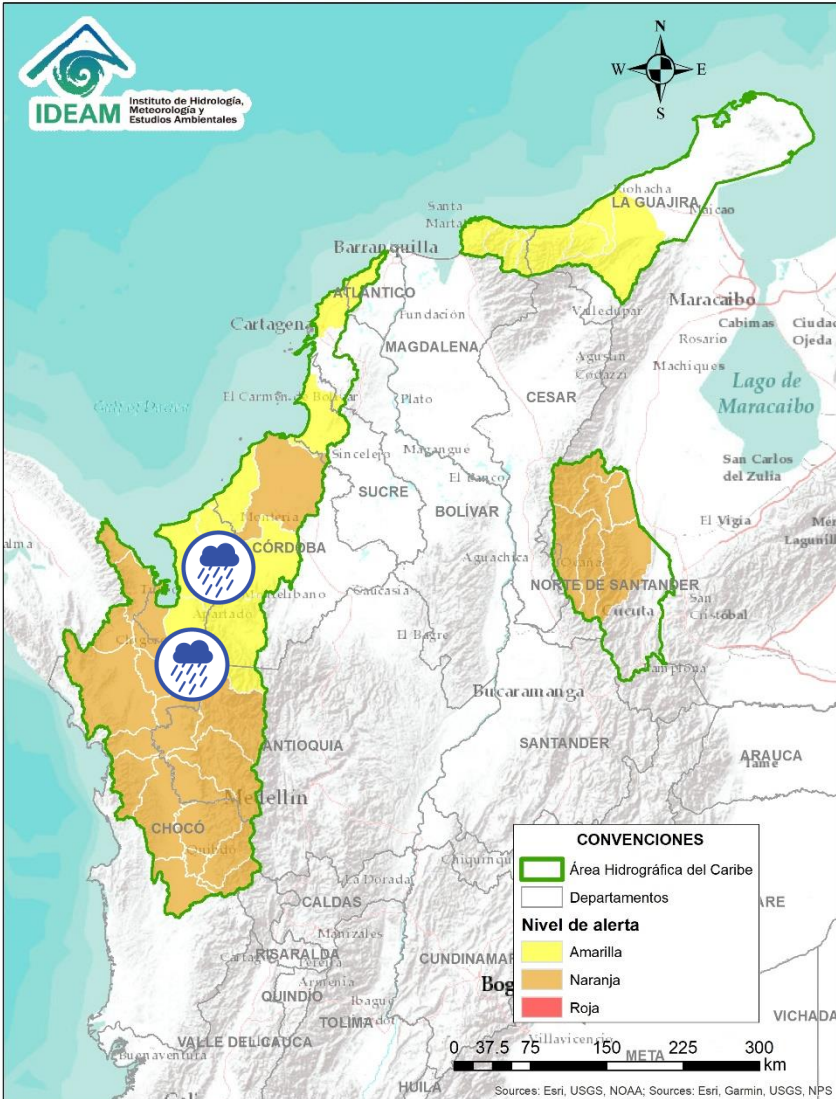 IDEAM
Instituto de Hidrología,
Meteorología y
Estudios Ambientales
N
W
E
S
Riohacha
LA GUAJIRA
Maicao
Santa
Marta
Barranquilla
ATLÁNTICO
Maracaibo
Cartagena
Fundación
Valledupar
Cabimas
Ciudad
Ojeda
Rosario
MAGDALENA
Agustín
Codazzi
Machiques
Lago de
Maracaibo
El Carmen de Bolívar
Plato
CESAR
Sincelejo
Magangué
San Carlos
del Zulia
El Banco
SUCRE
BOLÍVAR
Montería
El Vigía
CÓRDOBA
Aguachica
Ocaña
NORTE DE SANTANDER
Montelíbano
Caucasia
Apartadó
Cúcuta
San
Cristóbal
El Bagre
Pamplona
Bucaramanga
ANTIOQUIA
SANTANDER
ARAUCA
Tame
Medellín
CHOCÓ
Quibdó
La Dorada
CALDAS
Manizales
RISARALDA
Pereira
Armenia
QUINDÍO
Ibagué
TOLIMA
VALLE DEL CAUCA
Buenaventura
HUILA
META
Villavicencio
VICHADA
CONVENCIONES
Área Hidrográfica del Caribe
Departamentos
Nivel de alerta
Amarilla
Naranja
Roja
0 37.5 75 150 225 300
km
Sources: Esri, USGS, NOAA; Sources: Esri, Garmin, USGS, NPS